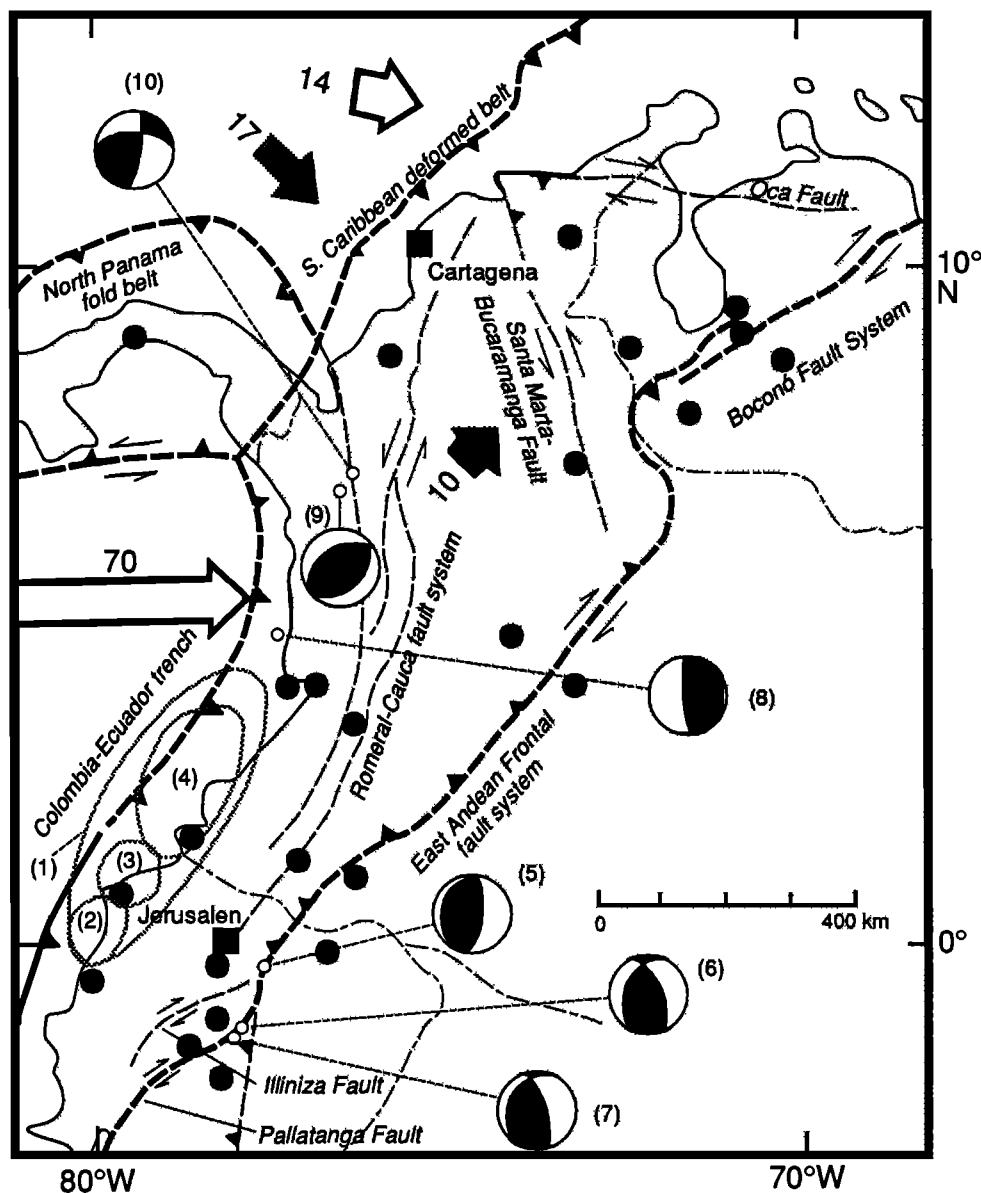 (10)
14
17
S. Caribbean deformed belt
Oca Fault
North Panama
fold belt
Cartagena
10°
N
Santa Marta-
Bucaramanga Fault
Boconó Fault System
10
(9)
70
Romeral-Cauca fault system
Colombia-Ecuador trench
(8)
(4)
East Andean Frontal
fault system
(1)
(3)
(5)
(2)
Jerusalen
0
400 km
0°
(6)
Illiniza Fault
(7)
Pallatanga Fault
80°W
70°W